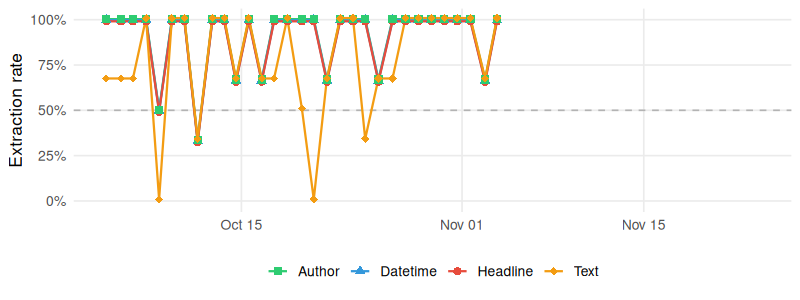 Extraction rate
100%
75%
50%
25%
0%
Oct 15 Nov 01 Nov 15
Author Datetime Headline Text